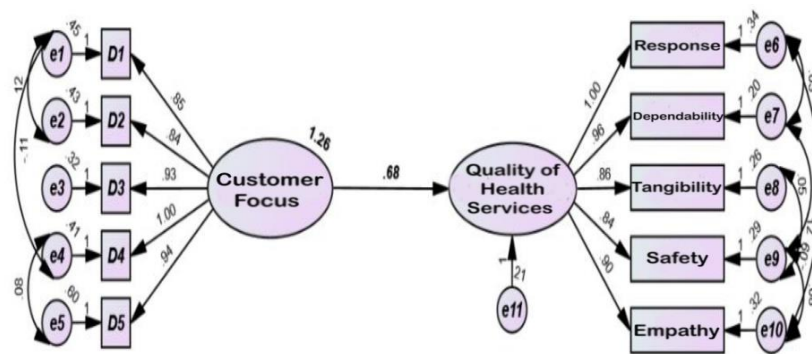 .45
e1 1 D1
.12
.43
e2 1 D2
-.11
.32
e3 1 D3
.41
e4 1 D4
.08
.60
e5 1 D5
.85
.84
.93
1.00
.94
Customer
Focus
1.26
.68
Quality of
Health
Services
1
.21
e11
1.00
.96
.86
.84
.90
Response 1 .34 e6
Dependability 1 .20 e7
Tangibility 1 .26 e8
.05
Safety 1 .29 e9
Empathy 1 .32 e10